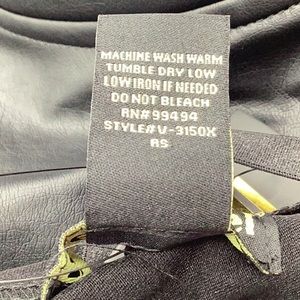 MACHINE WASH WARM
TUMBLE DRY LOW
LOW IRON IF NEEDED
DO NOT BLEACH
RN# 99494
STYLE# V-3150X
RS